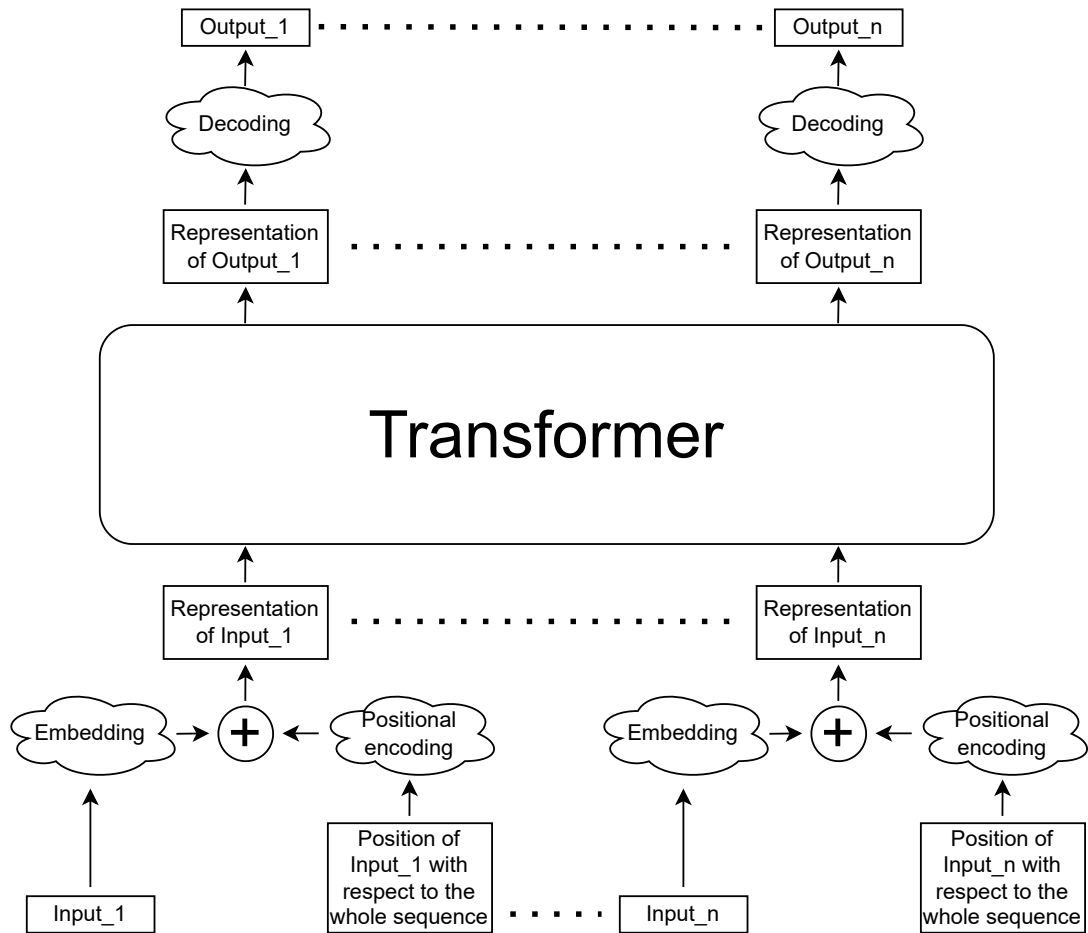 Output_1
Output_n
Decoding
Decoding
Representation
of Output_1
Representation
of Output_n
Transformer
Representation
of Input_1
Representation
of Input_n
Embedding
+
Positional
encoding
Embedding
+
Positional
encoding
Input_1
Position of
Input_1 with
respect to the
whole sequence
Input_n
Position of
Input_n with
respect to the
whole sequence